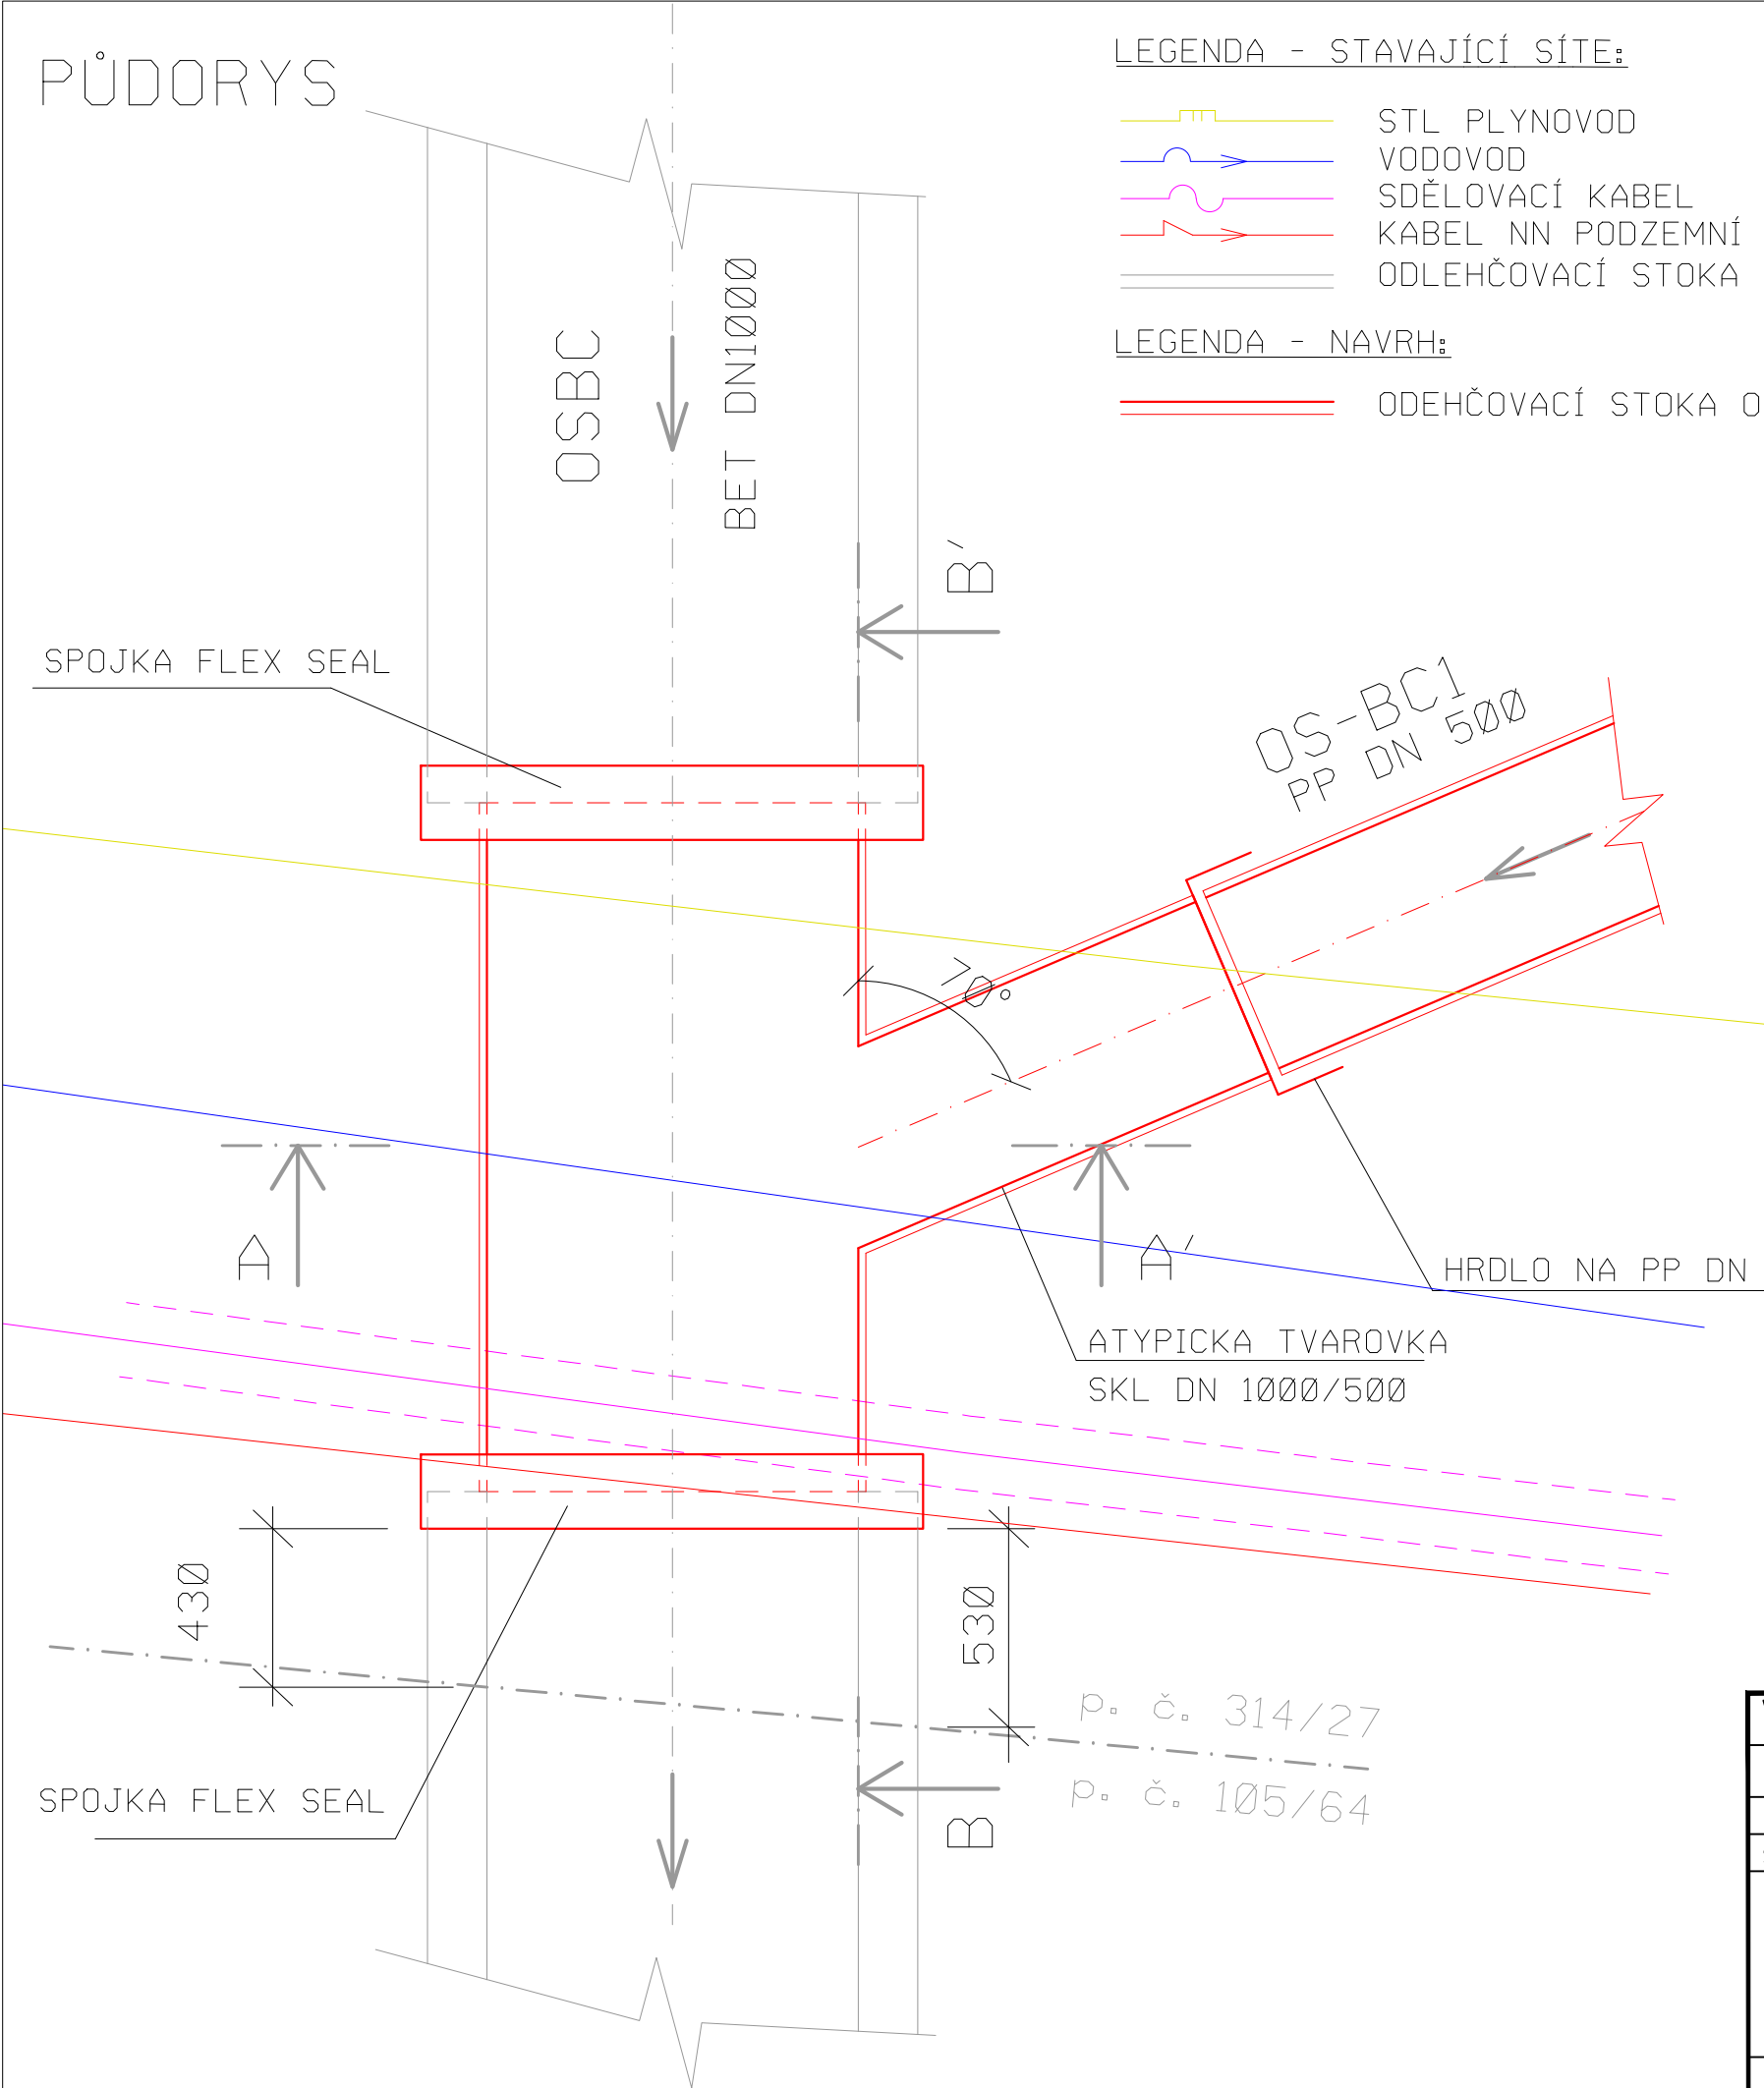 PŮDORYS
LEGENDA - STAVAJÍCÍ SÍTE:
STL PLYNOVOD
VODOVOD
SDĚLOVACÍ KABEL
KABEL NN PODZEMNÍ
ODLEHČOVACÍ STOKA
LEGENDA - NAVRH:
ODEHČOVACÍ STOKA O
OSBC
BET DN1000
B'
SPOJKA FLEX SEAL
OS-BC1
PP DN 500
70°
A
A'
HRDLO NA PP DN
ATYPICKA TVAROVKA
SKL DN 1000/500
430
530
p. č. 314/27
p. č. 105/64
SPOJKA FLEX SEAL
B